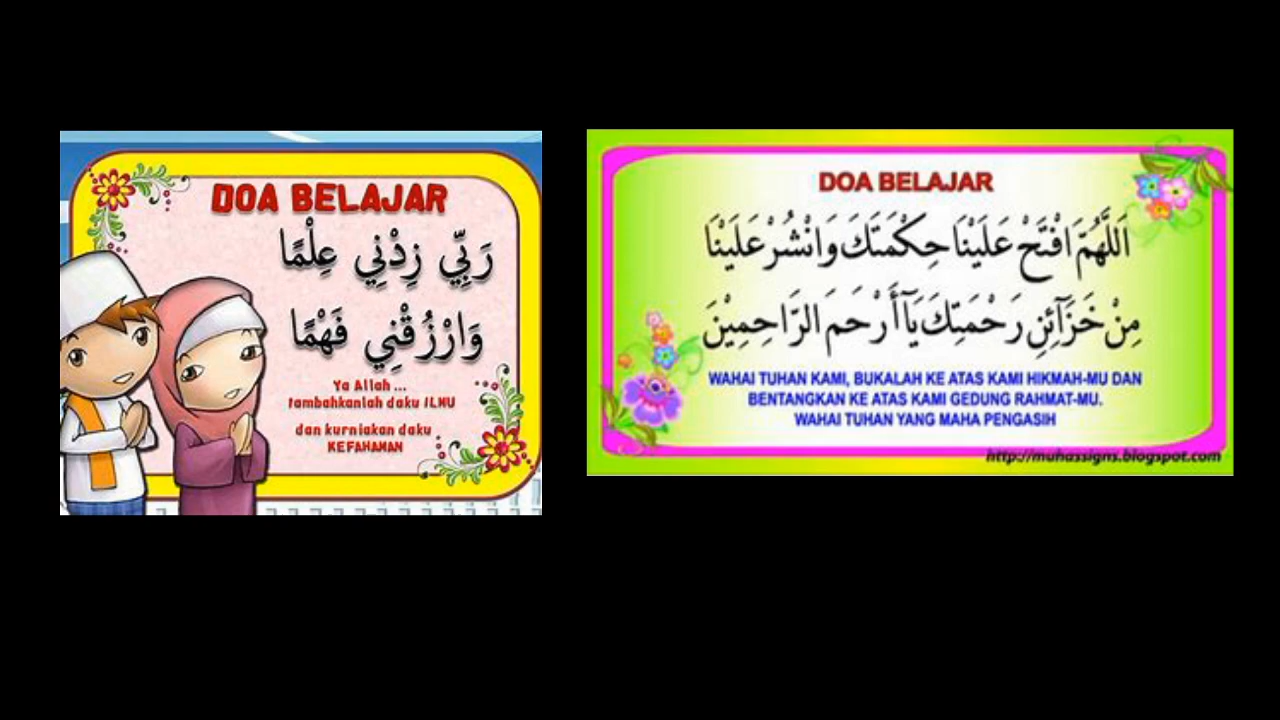 DOA BELAJAR
رَبِّي زِدْنِي عِلْمًا
وَارْزُقْنِي فَهْمًا
Ya Allah ...
tambahkanlah daku ILMU
dan kurniakan daku
KEFAHAMAN
DOA BELAJAR
اَللَّهُمَّ افْتَحْ عَلَيْنَا حِكْمَتَكَ وَانْشُرْ عَلَيْنَا
مِنْ خَزَآئِنِ رَحْمَتِكَ يَآ أَرْحَمَ الرَّاحِمِيْنَ
WAHAI TUHAN KAMI, BUKALAH KE ATAS KAMI HIKMAH-MU DAN
BENTANGKAN KE ATAS KAMI GEDUNG RAHMAT-MU.
WAHAI TUHAN YANG MAHA PENGASIH
http://muhassigns.blogspot.com